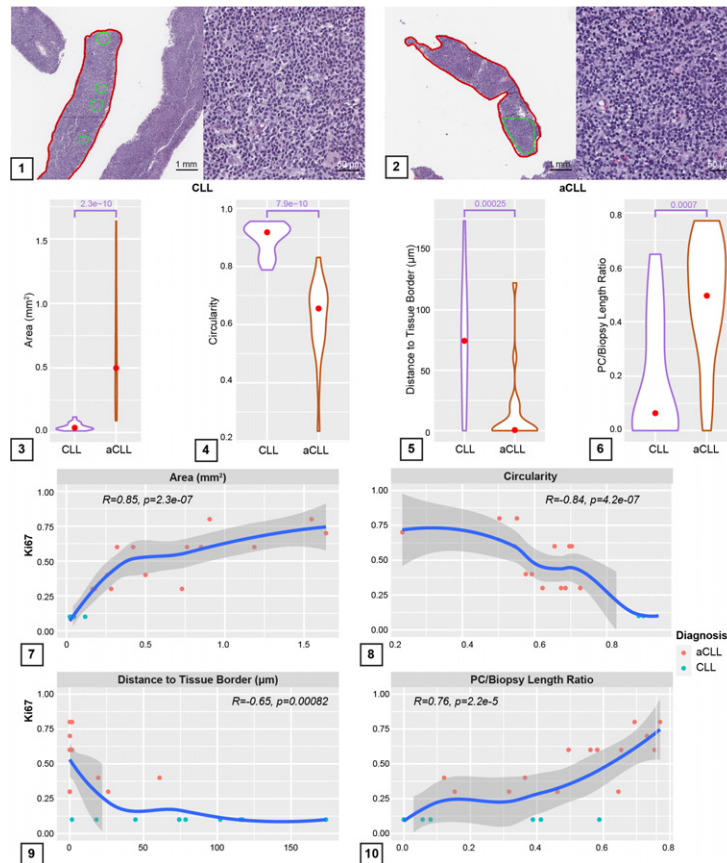 1
1 mm
50 µm
2
1 mm
CLL
aCLL
2.3e−10
Area (mm²)
1.5
1.0
0.5
0.0
CLL
aCLL
3
7.9e−10
Circularity
1.0
0.8
0.6
0.4
0.2
CLL
aCLL
4
0.00025
Distance to Tissue Border (µm)
150
100
50
0
CLL
aCLL
5
0.0007
PC/Biopsy Length Ratio
0.8
0.6
0.4
0.2
0.0
CLL
aCLL
6
Area (mm²)
R=0.85, p=2.3e-07
Ki67
1.00
0.75
0.50
0.25
0.00
0
0.5
1.0
1.5
7
Circularity
R=-0.84, p=4.2e-07
1.00
0.75
0.50
0.25
0.00
0.2
0.4
0.6
0.8
8
Diagnosis
aCLL
CLL
Distance to Tissue Border (µm)
R=-0.65, p=0.00082
Ki67
1.00
0.75
0.50
0.25
0.00
0
50
100
150
9
PC/Biopsy Length Ratio
R=0.76, p=2.2e-5
1.00
0.75
0.50
0.25
0.00
0.0
0.2
0.4
0.6
0.8
10